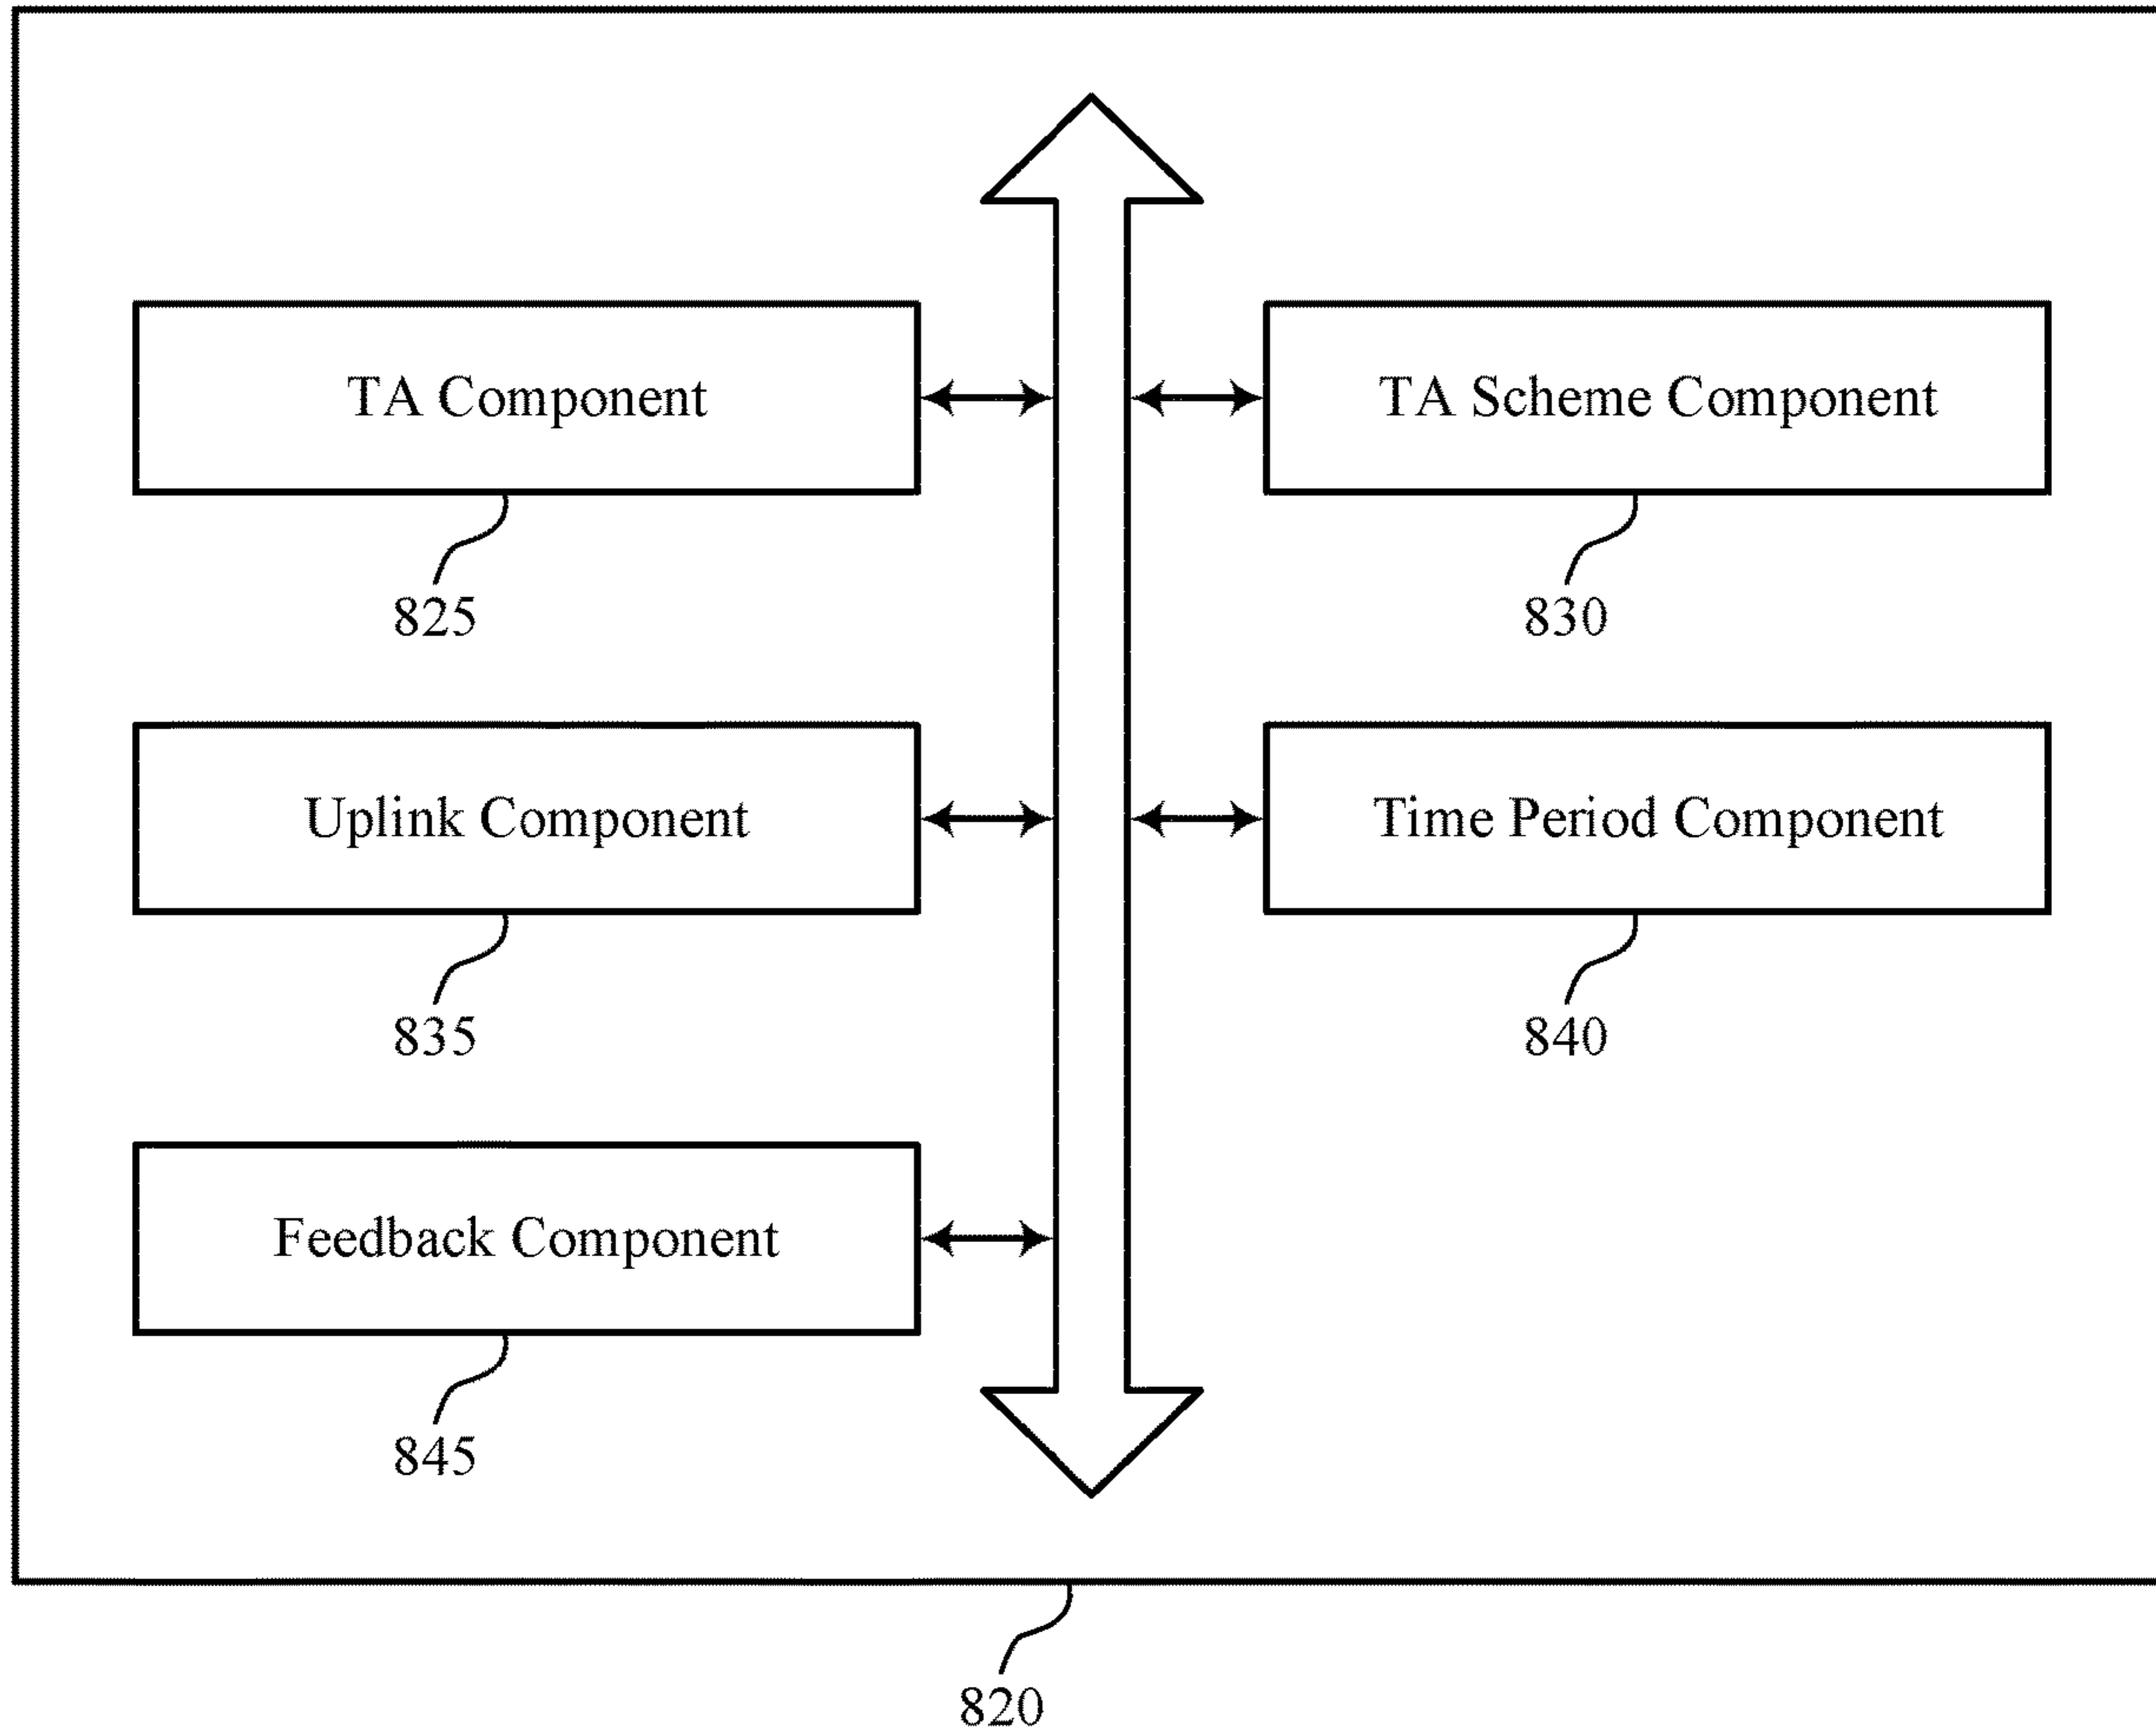 TA Component
TA Scheme Component
825
830
Uplink Component
Time Period Component
835
840
Feedback Component
845
820